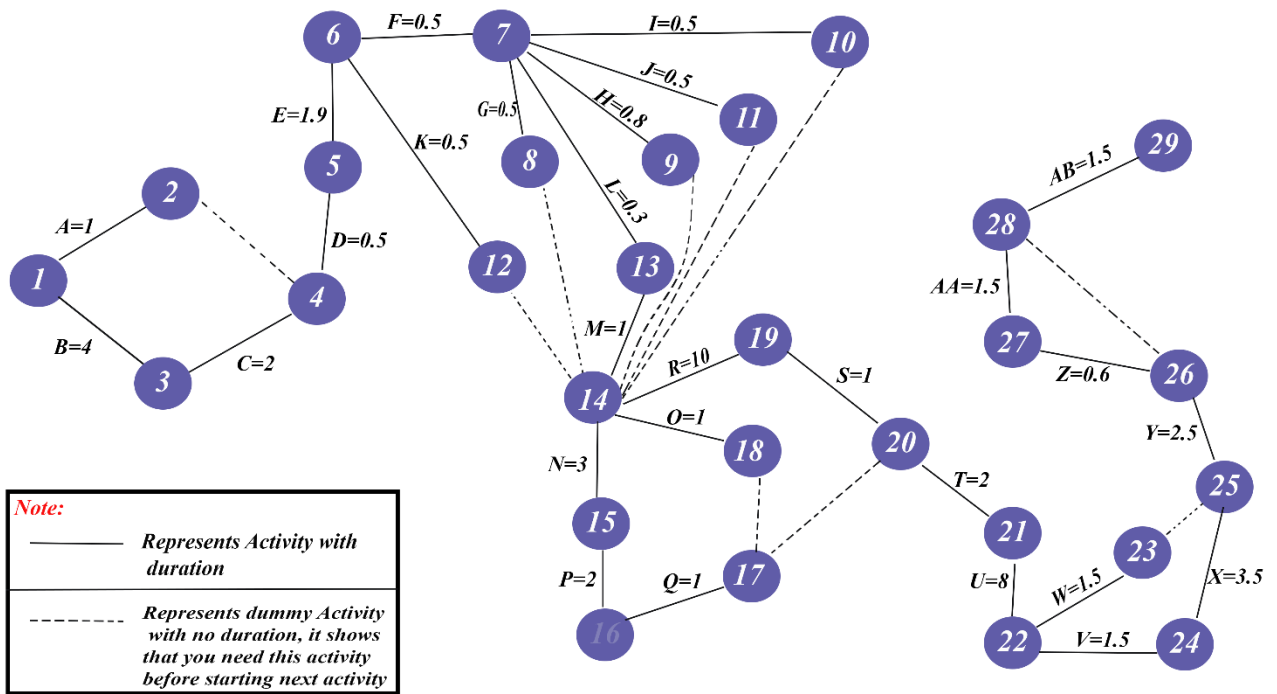 F=0.5
I=0.5
6
7
10
J=0.5
H=0.8
G=0.5
11
E=1.9
K=0.5
8
9
29
AB=1.5
5
2
L=0.3
A=1
D=0.5
28
12
13
1
4
AA=1.5
M=1
B=4
C=2
3
19
27
Z=0.6
26
R=10
S=1
14
O=1
18
20
Y=2.5
N=3
T=2
25
15
21
23
P=2
Q=1
17
U=8
W=1.5
X=3.5
16
22
V=1.5
24
Note:
Represents Activity with
duration
Represents dummy Activity
with no duration, it shows
that you need this activity
before starting next activity